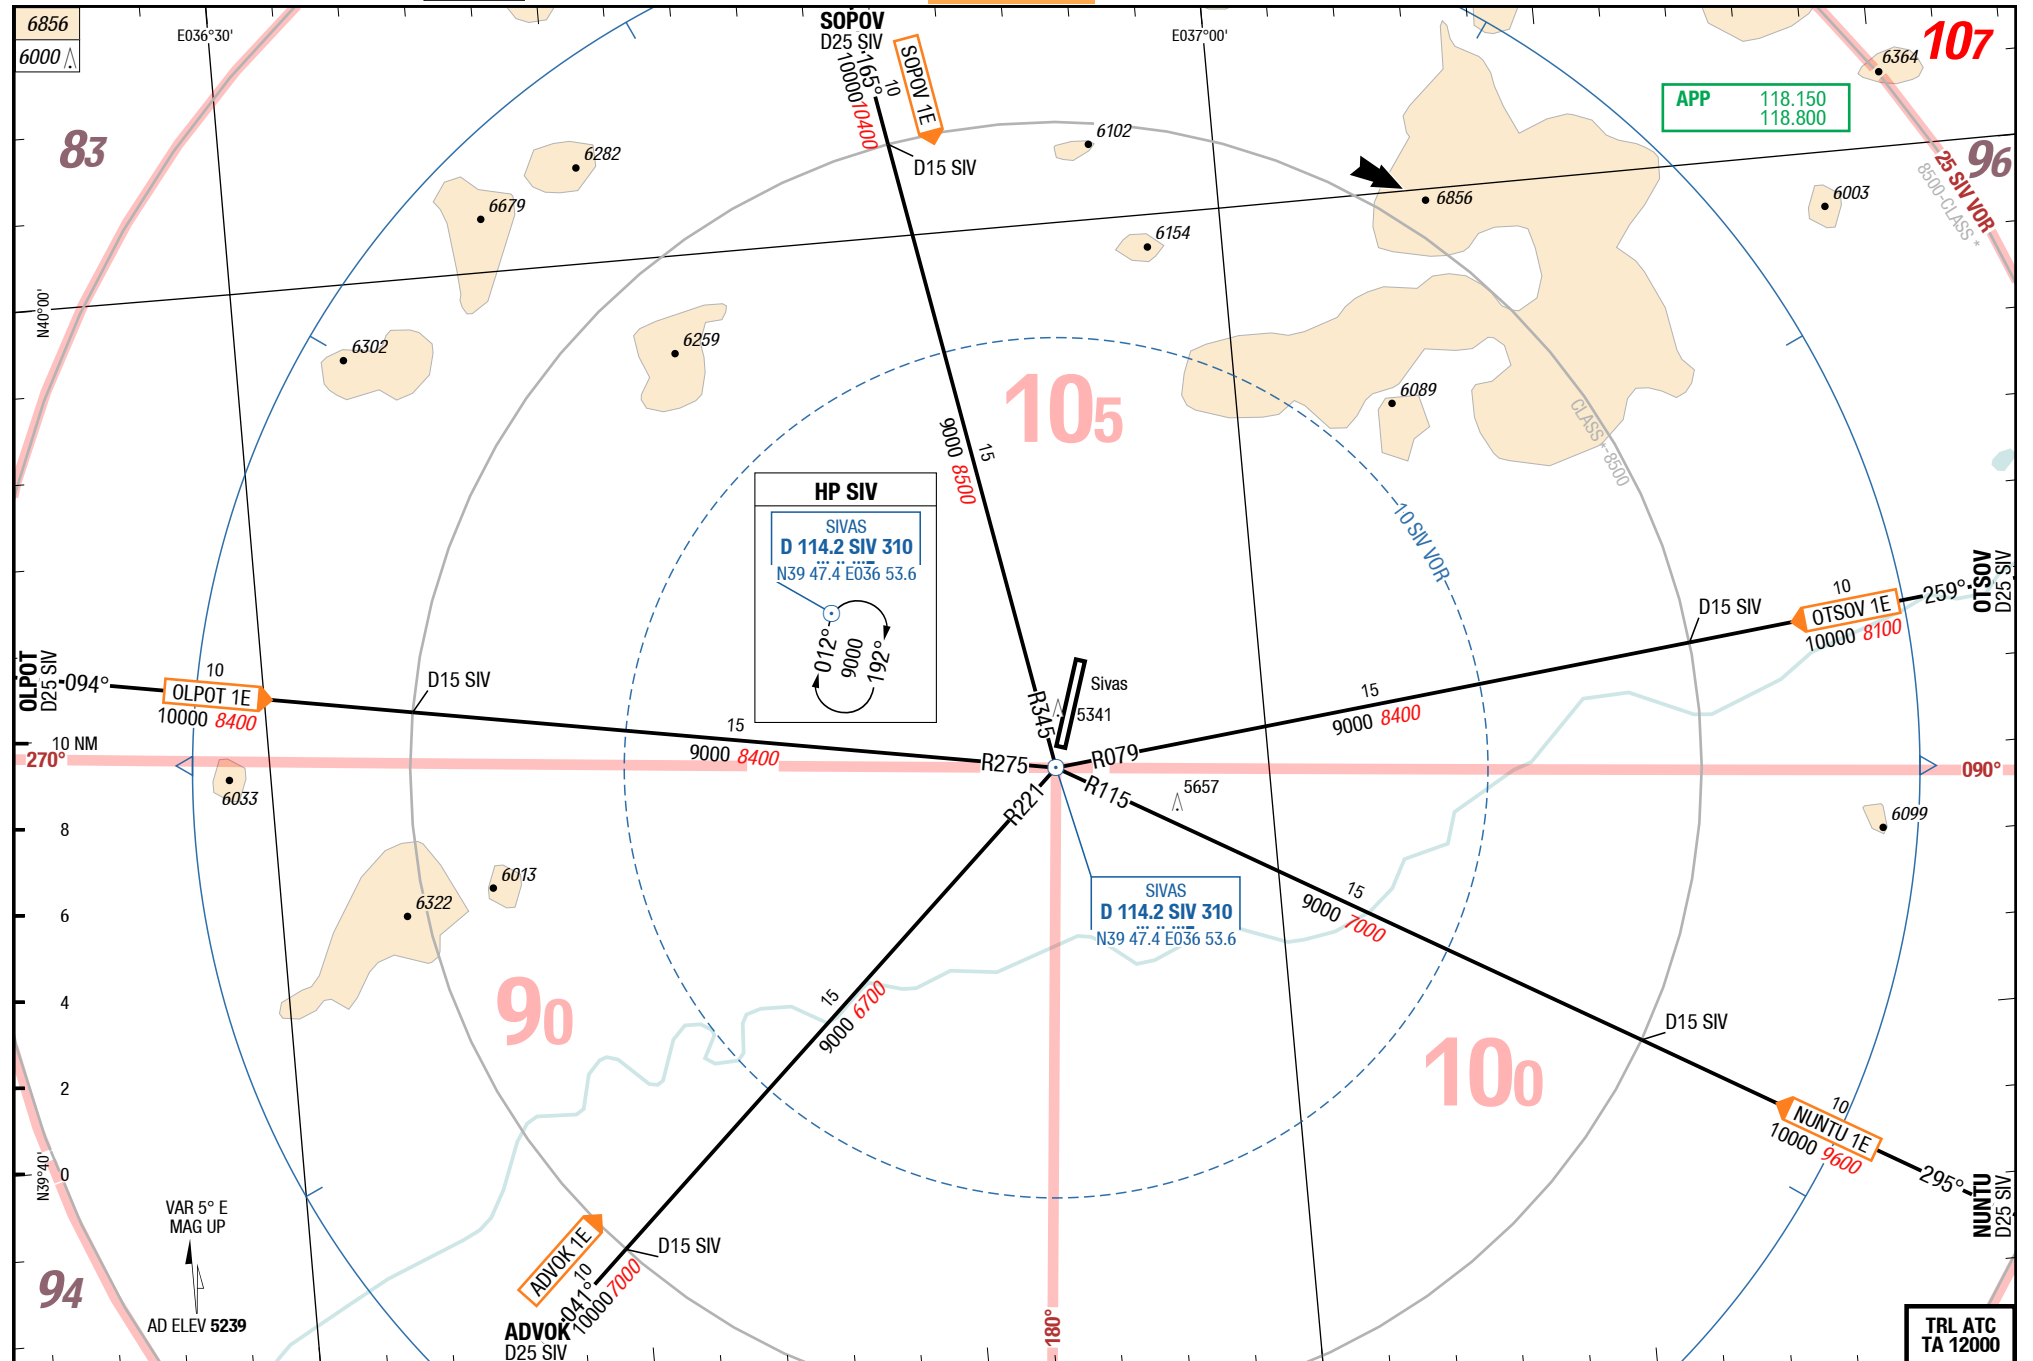 6856
6000
E036°30'
SOPOV
D25 SIV
165°
10
10000
10400
SOPOV 1E
E037°00'
107
6364
APP 118.150
118.800
83
6282
6102
D15 SIV
96
25 SIV VOR
8500-CLASS *
6679
6856
6003
6154
N40°00'
6302
6259
105
6089
CLASS *-8500
9000 8500
15
10 SIV VOR
HP SIV
SIVAS
D 114.2 SIV 310
N39 47.4 E036 53.6
012°
9000
192°
OTSOV
D25 SIV
259°
10
OTSOV 1E
10000 8100
D15 SIV
OLPOT
D25 SIV
094°
10
OLPOT 1E
10000 8400
D15 SIV
15
9000 8400
R345
Sivas
5341
15
9000 8400
10 NM
270°
R275
R079
090°
6033
R221
R115
5657
8
6099
6013
6322
6
SIVAS
D 114.2 SIV 310
N39 47.4 E036 53.6
15
9000 7000
4
90
15
9000 6700
D15 SIV
100
2
10
NUNTU 1E
10000 9600
295°
NUNTU
D25 SIV
N39°40'
0
VAR 5° E
MAG UP
ADVOK 1E
D15 SIV
10
041°
10000 7000
94
AD ELEV 5239
ADVOK
D25 SIV
180°
TRL ATC
TA 12000